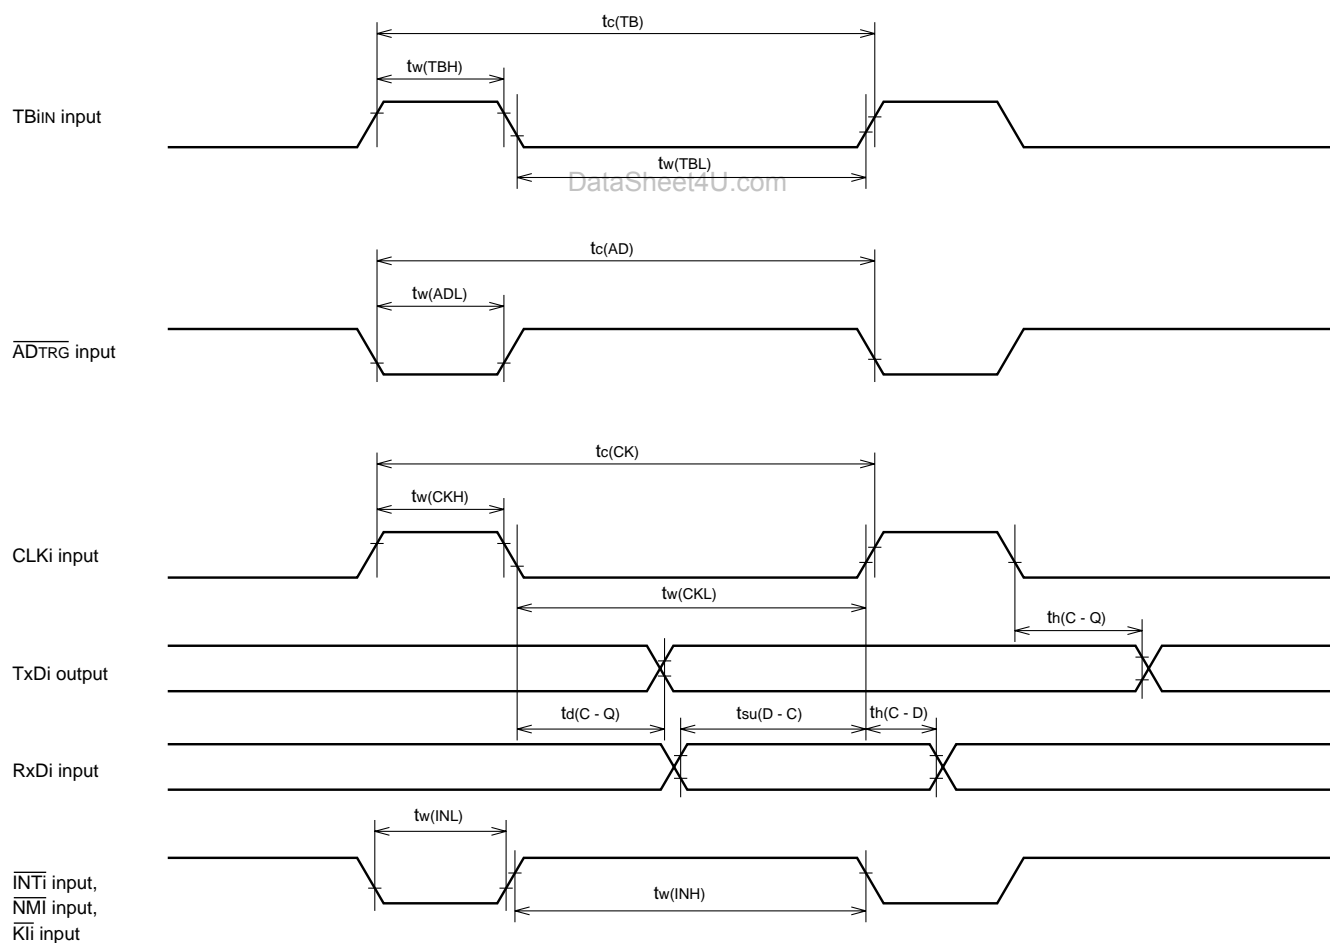 tc(TB)
tw(TBH)
TBiIN input
tw(TBL)
DataSheet4U.com
tc(AD)
tw(ADL)
ADTRG input
tc(CK)
tw(CKH)
CLKi input
tw(CKL)
th(C - Q)
TxDi output
td(C - Q)
tsu(D - C)
th(C - D)
RxDi input
tw(INL)
INTi input,
NMI input,
KIi input
tw(INH)